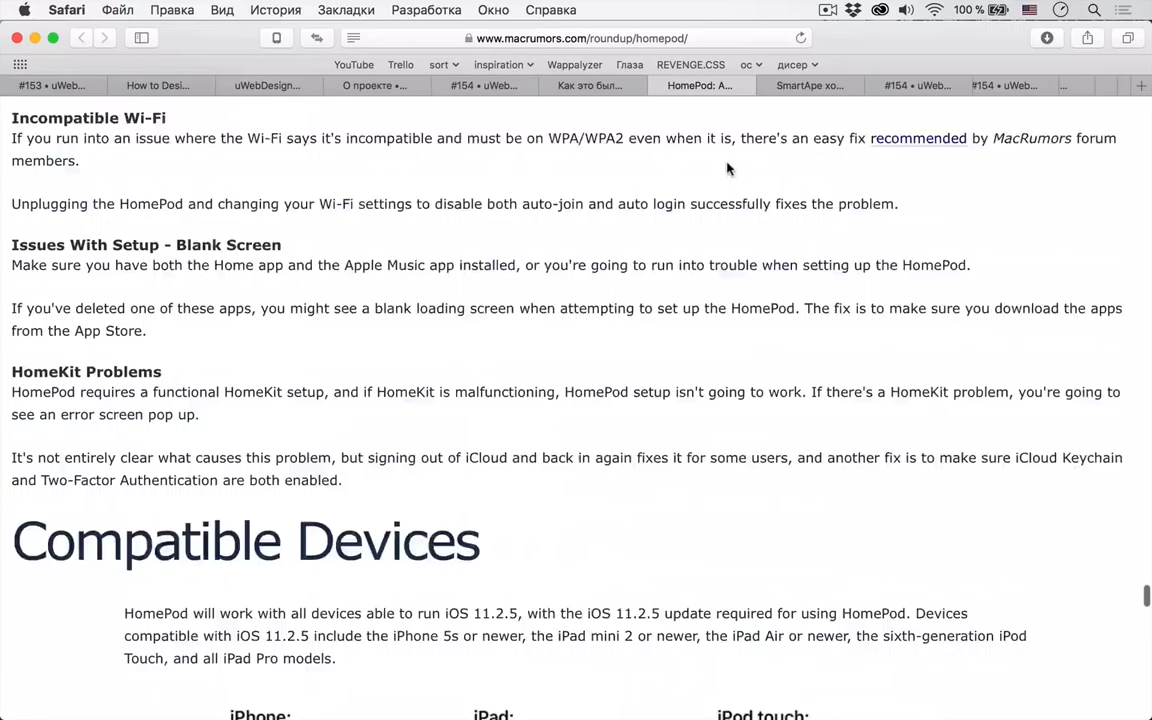 Safari Файл Правка Вид История Закладки Разработка Окно Справка 100 %
www.macrumors.com/roundup/homepod/
YouTube Trello sort inspiration Wappalyzer Глаза REVENGE.CSS ос дисер
#153 • uWeb... How to Desi... uWebDesign... О проекте •... #154 • uWeb... Как это был... HomePod: A... SmartApe хо... #154 • uWeb... #154 • uWeb... ...
Incompatible Wi-Fi
If you run into an issue where the Wi-Fi says it's incompatible and must be on WPA/WPA2 even when it is, there's an easy fix recommended by MacRumors forum
members.
Unplugging the HomePod and changing your Wi-Fi settings to disable both auto-join and auto login successfully fixes the problem.
Issues With Setup - Blank Screen
Make sure you have both the Home app and the Apple Music app installed, or you're going to run into trouble when setting up the HomePod.
If you've deleted one of these apps, you might see a blank loading screen when attempting to set up the HomePod. The fix is to make sure you download the apps
from the App Store.
HomeKit Problems
HomePod requires a functional HomeKit setup, and if HomeKit is malfunctioning, HomePod setup isn't going to work. If there's a HomeKit problem, you're going to
see an error screen pop up.
It's not entirely clear what causes this problem, but signing out of iCloud and back in again fixes it for some users, and another fix is to make sure iCloud Keychain
and Two-Factor Authentication are both enabled.
Compatible Devices
HomePod will work with all devices able to run iOS 11.2.5, with the iOS 11.2.5 update required for using HomePod. Devices
compatible with iOS 11.2.5 include the iPhone 5s or newer, the iPad mini 2 or newer, the iPad Air or newer, the sixth-generation iPod
Touch, and all iPad Pro models.
iPhone: iPad: iPod touch: